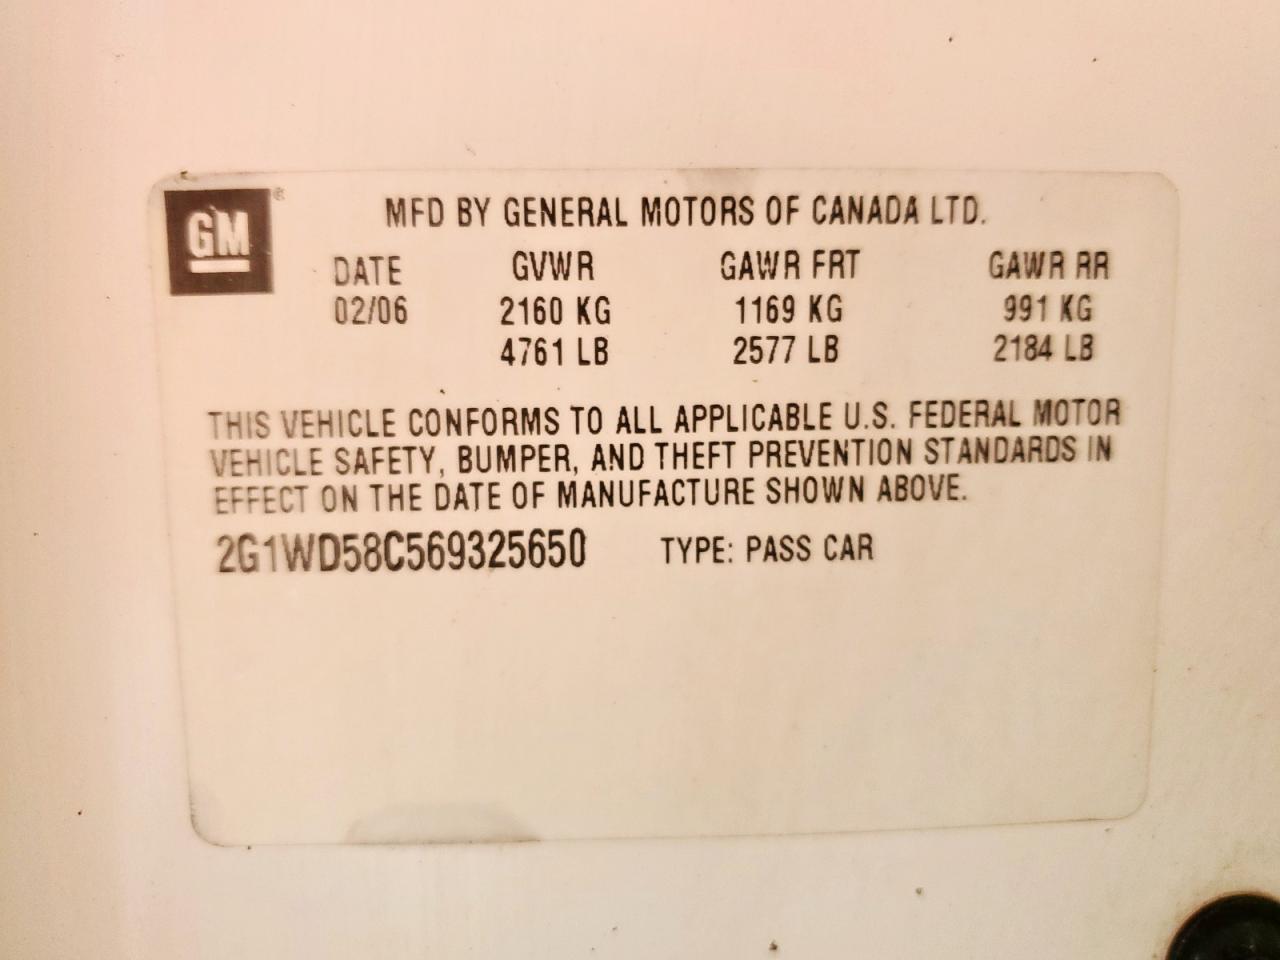 GM®
MFD BY GENERAL MOTORS OF CANADA LTD.
DATE GVWR GAWR FRT GAWR RR
02/06 2160 KG 1169 KG 991 KG
4761 LB 2577 LB 2184 LB
THIS VEHICLE CONFORMS TO ALL APPLICABLE U.S. FEDERAL MOTOR
VEHICLE SAFETY, BUMPER, AND THEFT PREVENTION STANDARDS IN
EFFECT ON THE DATE OF MANUFACTURE SHOWN ABOVE.
2G1WD58C569325650 TYPE: PASS CAR